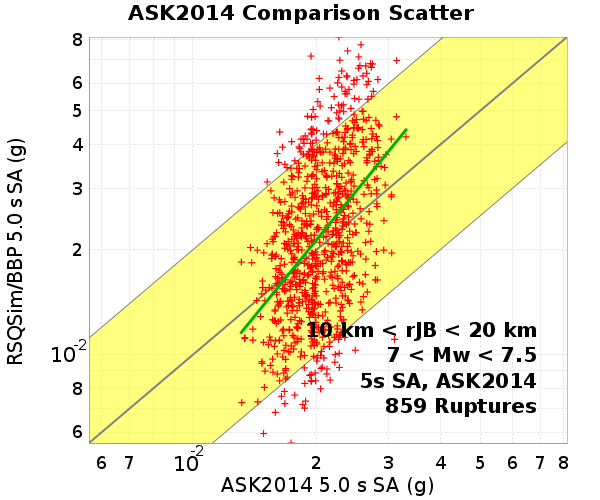 ASK2014 Comparison Scatter
RSQSim/BBP 5.0 s SA (g)
8
6
5
4
3
2
10-2
8
6
10 km < rJB < 20 km
7 < Mw < 7.5
5s SA, ASK2014
859 Ruptures
6 7 10-2 2 3 4 5 6 7 8
ASK2014 5.0 s SA (g)